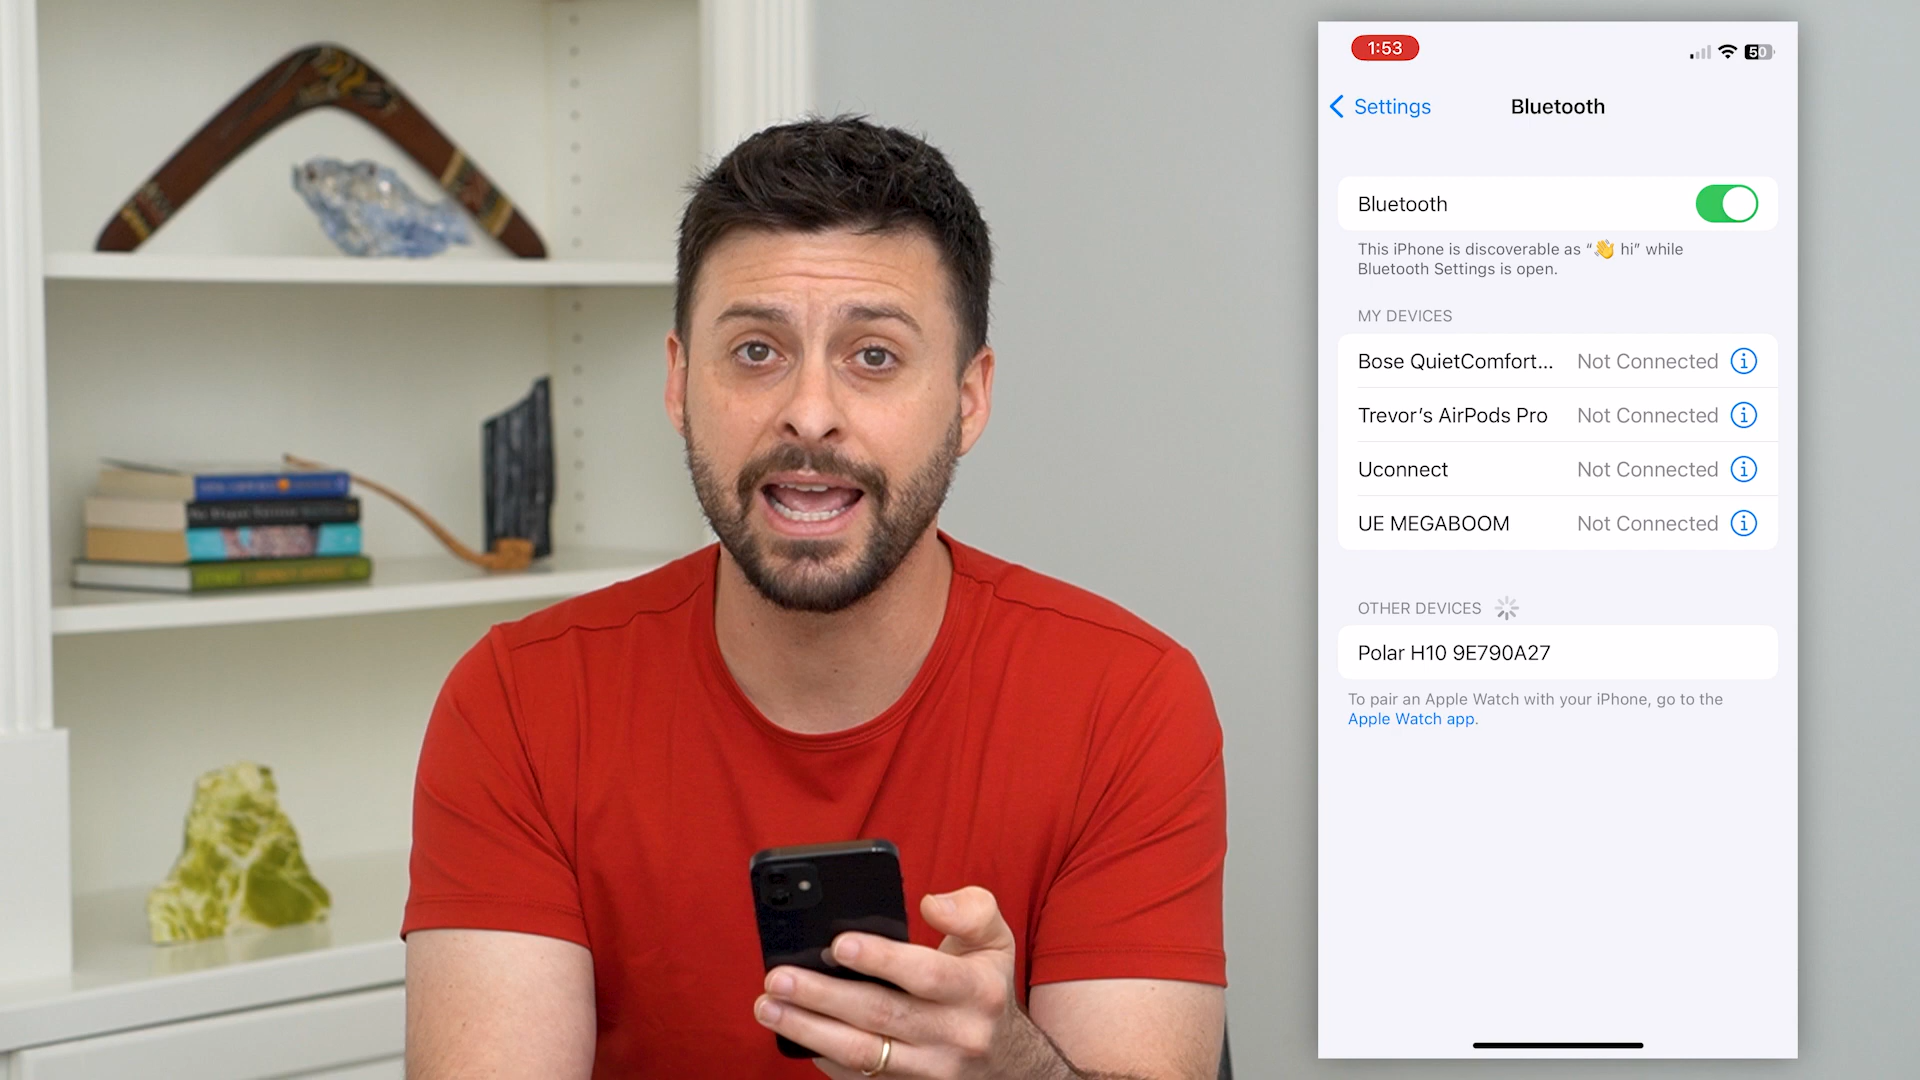 1:53
50
Settings
Bluetooth
Bluetooth
This iPhone is discoverable as “👋 hi” while
Bluetooth Settings is open.
MY DEVICES
Bose QuietComfort... Not Connected
Trevor’s AirPods Pro Not Connected
Uconnect Not Connected
UE MEGABOOM Not Connected
OTHER DEVICES
Polar H10 9E790A27
To pair an Apple Watch with your iPhone, go to the
Apple Watch app.